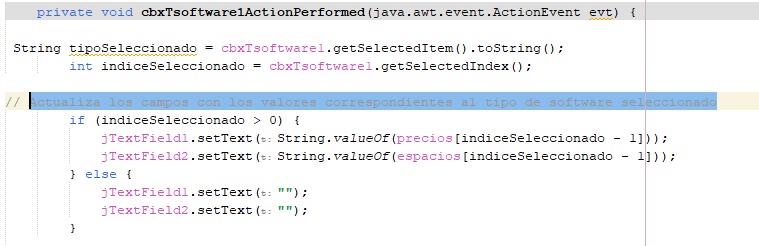 private void cbxTsoftware1ActionPerformed(java.awt.event.ActionEvent evt) {
String tipoSeleccionado = cbxTsoftware1.getSelectedItem().toString();
int indiceSeleccionado = cbxTsoftware1.getSelectedIndex();
// Actualiza los campos con los valores correspondientes al tipo de software seleccionado
if (indiceSeleccionado > 0) {
jTextField1.setText(t: String.valueOf(precios[indiceSeleccionado - 1]));
jTextField2.setText(t: String.valueOf(espacios[indiceSeleccionado - 1]));
} else {
jTextField1.setText(t: "");
jTextField2.setText(t: "");
}